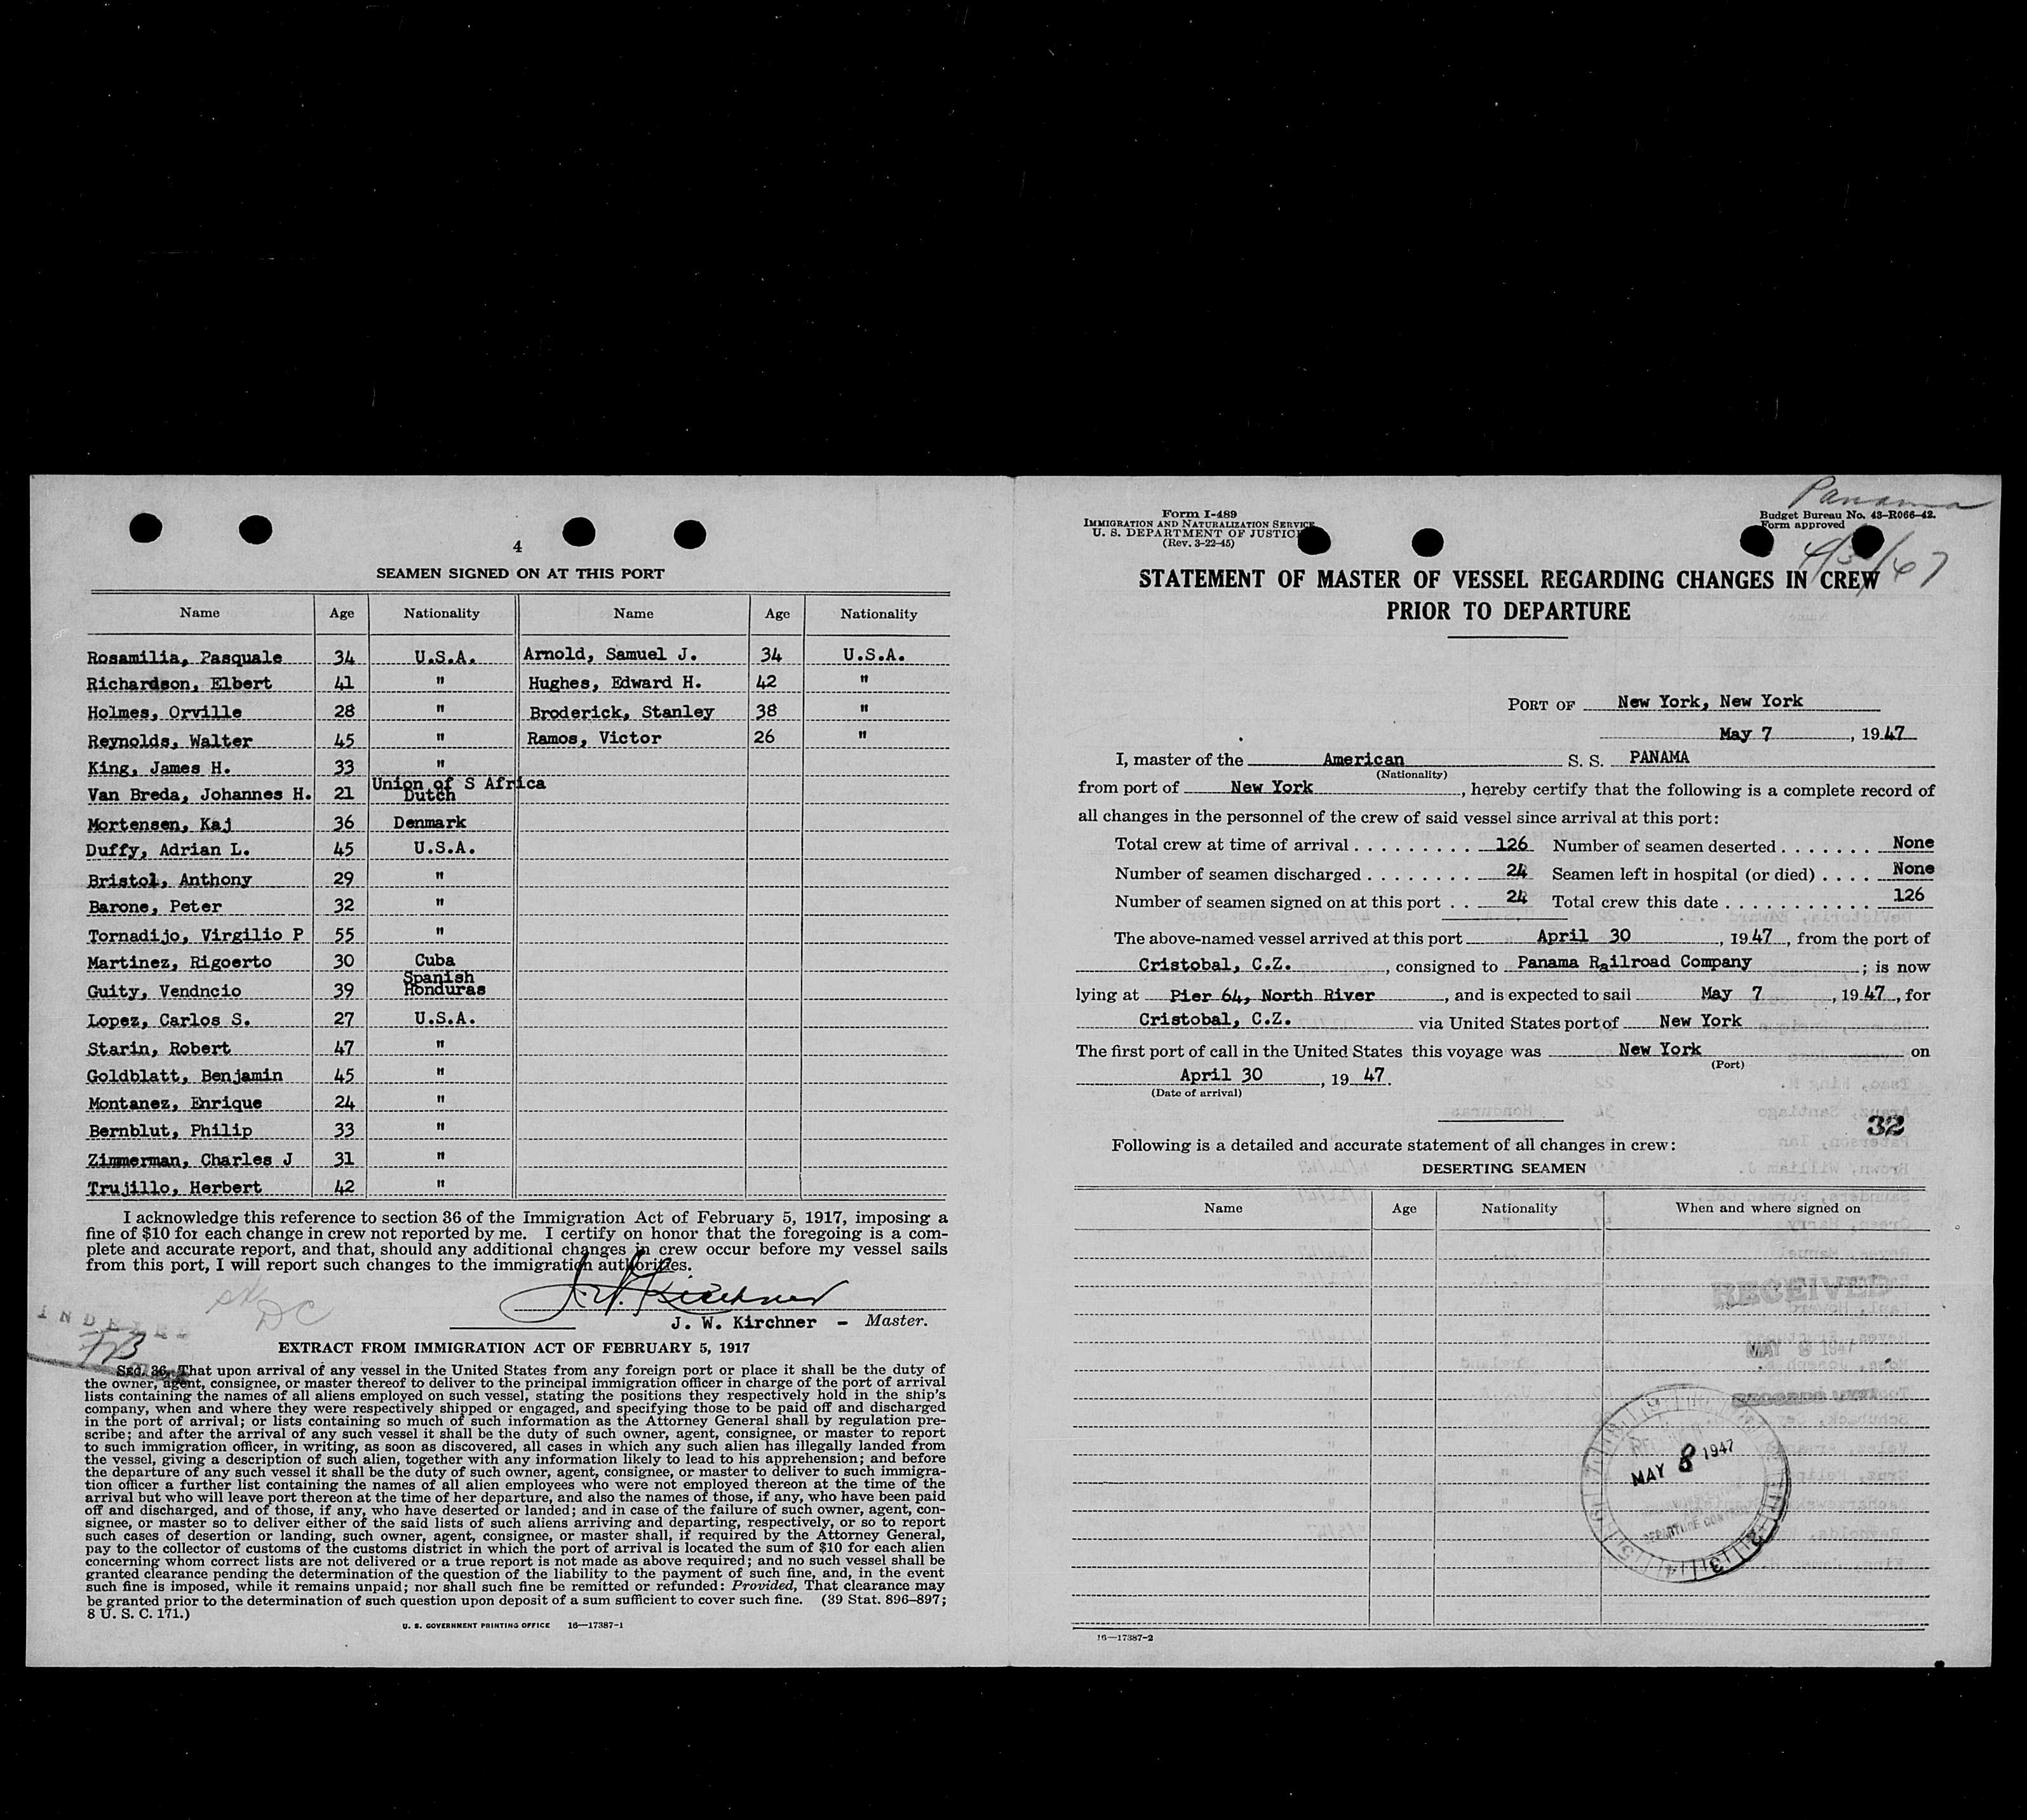 4
SEAMEN SIGNED ON AT THIS PORT
Name Age Nationality Name Age Nationality
Rosamilia, Pasquale 34 U.S.A. Arnold, Samuel J. 34 U.S.A.
Richardson, Elbert 41 " Hughes, Edward H. 42 "
Holmes, Orville 28 " Broderick, Stanley 38 "
Reynolds, Walter 45 " Ramos, Victor 26 "
King, James H. 33 "
Van Breda, Johannes H. 21 Union of S Africa Dutch
Mortensen, Kaj 36 Denmark
Duffy, Adrian L. 45 U.S.A.
Bristol, Anthony 29 "
Barone, Peter 32 "
Tornadijo, Virgilio P 55 "
Martinez, Rigoerto 30 Cuba
Guity, Vendncio 39 Spanish Honduras
Lopez, Carlos S. 27 U.S.A.
Starin, Robert 47 "
Goldblatt, Benjamin 45 "
Montanez, Enrique 24 "
Bernblut, Philip 33 "
Zimmerman, Charles J 31 "
Trujillo, Herbert 42 "
I acknowledge this reference to section 36 of the Immigration Act of February 5, 1917, imposing a
fine of $10 for each change in crew not reported by me. I certify on honor that the foregoing is a com-
plete and accurate report, and that, should any additional changes in crew occur before my vessel sails
from this port, I will report such changes to the immigration authorities.
J. W. Kirchner
J. W. Kirchner - Master.
INDEXED
EXTRACT FROM IMMIGRATION ACT OF FEBRUARY 5, 1917
SEC. 36. That upon arrival of any vessel in the United States from any foreign port or place it shall be the duty of
the owner, agent, consignee, or master thereof to deliver to the principal immigration officer in charge of the port of arrival
lists containing the names of all aliens employed on such vessel, stating the positions they respectively hold in the ship's
company, when and where they were respectively shipped or engaged, and specifying those to be paid off and discharged
in the port of arrival; or lists containing so much of such information as the Attorney General shall by regulation pre-
scribe; and after the arrival of any such vessel it shall be the duty of such owner, agent, consignee, or master to report
to such immigration officer, in writing, as soon as discovered, all cases in which any such alien has illegally landed from
the vessel, giving a description of such alien, together with any information likely to lead to his apprehension; and before
the departure of any such vessel it shall be the duty of such owner, agent, consignee, or master to deliver to such immigra-
tion officer a further list containing the names of all alien employees who were not employed thereon at the time of the
arrival but who will leave port thereon at the time of her departure, and also the names of those, if any, who have been paid
off and discharged, and of those, if any, who have deserted or landed; and in case of the failure of such owner, agent, con-
signee, or master so to deliver either of the said lists of such aliens arriving and departing, respectively, or so to report
such cases of desertion or landing, such owner, agent, consignee, or master shall, if required by the Attorney General,
pay to the collector of customs of the customs district in which the port of arrival is located the sum of $10 for each alien
concerning whom correct lists are not delivered or a true report is not made as above required; and no such vessel shall be
granted clearance pending the determination of the question of the liability to the payment of such fine, and, in the event
such fine is imposed, while it remains unpaid; nor shall such fine be remitted or refunded: Provided, That clearance may
be granted prior to the determination of such question upon deposit of a sum sufficient to cover such fine. (39 Stat. 896-897;
8 U. S. C. 171.)
U. S. GOVERNMENT PRINTING OFFICE 16—17387-1
Panama
Form I-489
IMMIGRATION AND NATURALIZATION SERVICE
U. S. DEPARTMENT OF JUSTICE
(Rev. 3-22-45)
Budget Bureau No. 43-R066-42.
Form approved
STATEMENT OF MASTER OF VESSEL REGARDING CHANGES IN CREW
PRIOR TO DEPARTURE
PORT OF New York, New York
May 7, 1947
I, master of the American S. S. PANAMA
(Nationality)
from port of New York, hereby certify that the following is a complete record of
all changes in the personnel of the crew of said vessel since arrival at this port:
Total crew at time of arrival . . . . . . . . . 126 Number of seamen deserted . . . . . . . None
Number of seamen discharged . . . . . . . . 24 Seamen left in hospital (or died) . . . . None
Number of seamen signed on at this port . . 24 Total crew this date . . . . . . . . . . . . 126
The above-named vessel arrived at this port April 30, 1947, from the port of
Cristobal, C.Z., consigned to Panama Railroad Company; is now
lying at Pier 64, North River, and is expected to sail May 7, 1947, for
Cristobal, C.Z. via United States port of New York
The first port of call in the United States this voyage was New York on
(Port)
April 30, 1947.
(Date of arrival)
32
Following is a detailed and accurate statement of all changes in crew:
DESERTING SEAMEN
Name Age Nationality When and where signed on
RECEIVED
MAY 9 1947
MAY 8 1947
DEPARTURE CONTROL
16—17387-2